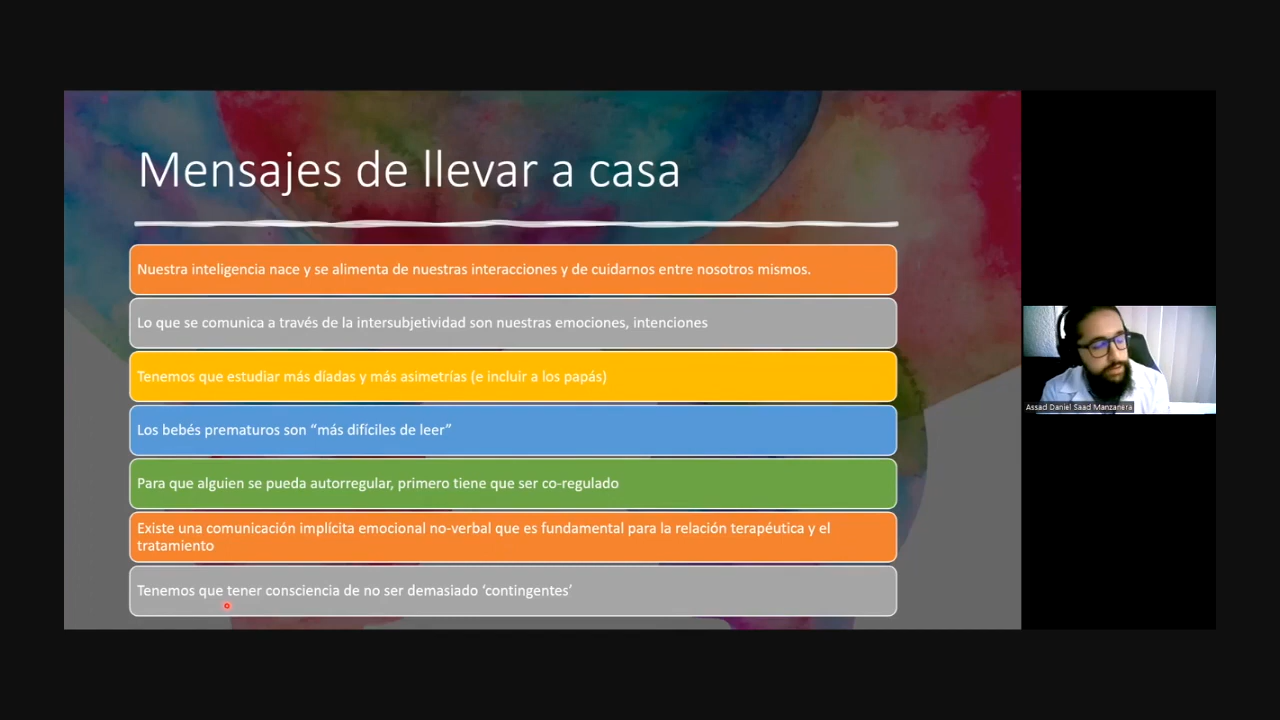 Mensajes de llevar a casa
Nuestra inteligencia nace y se alimenta de nuestras interacciones y de cuidarnos entre nosotros mismos.
Lo que se comunica a través de la intersubjetividad son nuestras emociones, intenciones
Tenemos que estudiar más díadas y más asimetrías (e incluir a los papás)
Los bebés prematuros son “más difíciles de leer”
Para que alguien se pueda autorregular, primero tiene que ser co-regulado
Existe una comunicación implícita emocional no-verbal que es fundamental para la relación terapéutica y el
tratamiento
Tenemos que tener consciencia de no ser demasiado ‘contingentes’
Assad Daniel Saad Manzanera